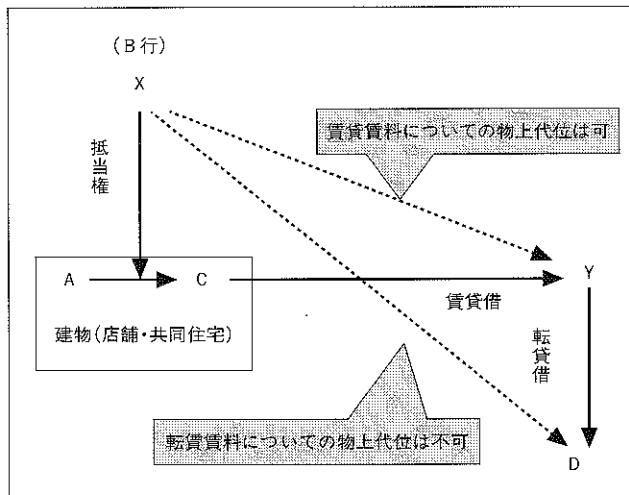 （B行）
X
賃貸賃料についての物上代位は可
抵当権
A
C
Y
賃貸借
建物（店舗・共同住宅）
転貸借
転賃賃料についての物上代位は不可
D